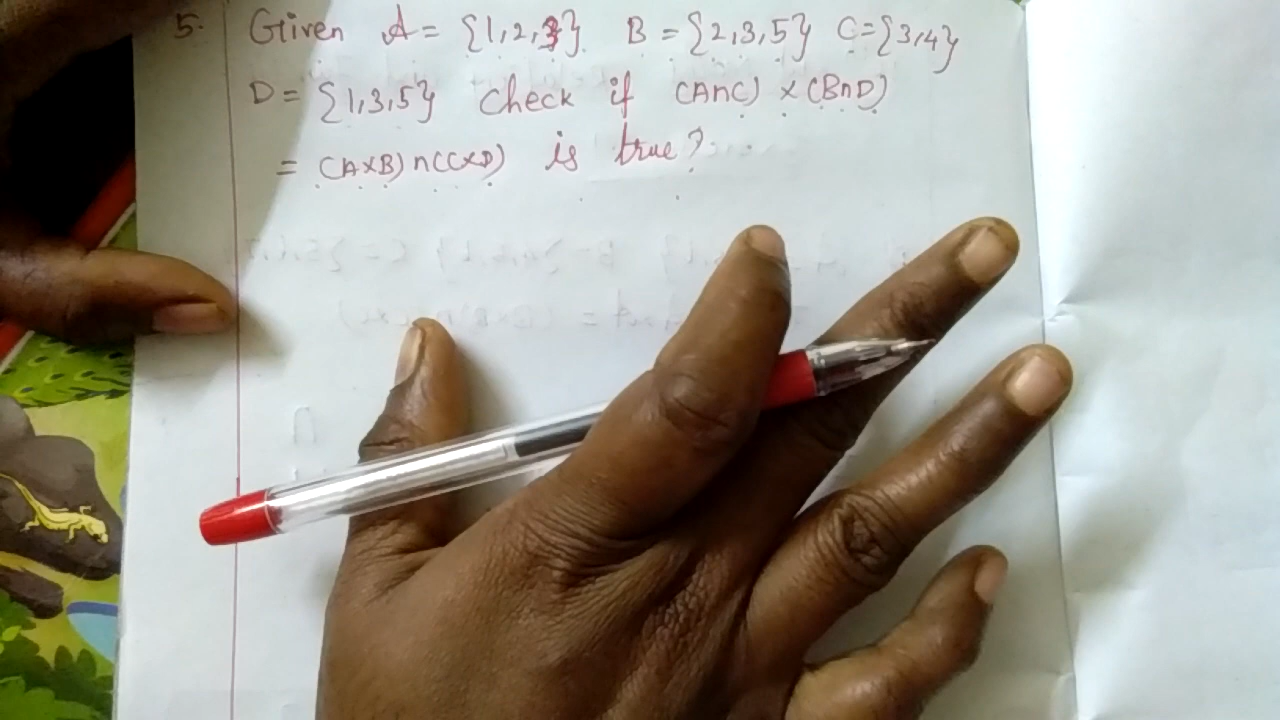 5. Given A = {1,2,3} B = {2,3,5} C={3,4}
D = {1,3,5} check if (A∩C) × (B∩D)
= (A×B) ∩ (C×D) is true?